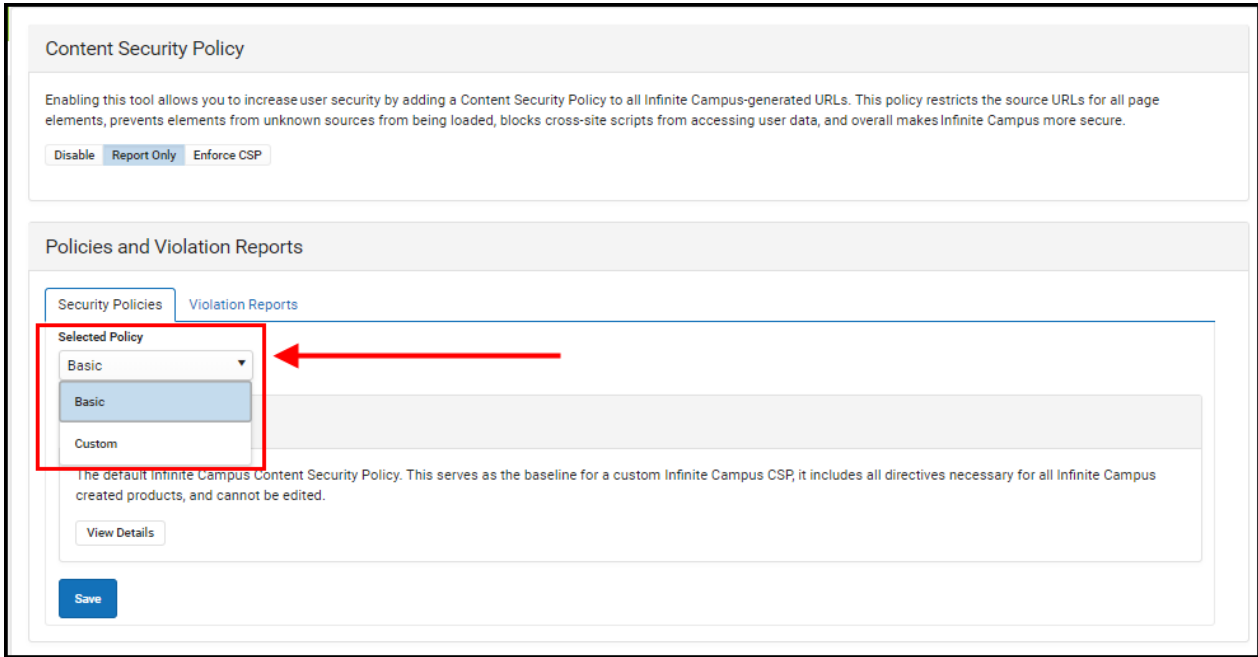 Content Security Policy
Enabling this tool allows you to increase user security by adding a Content Security Policy to all Infinite Campus-generated URLs. This policy restricts the source URLs for all page
elements, prevents elements from unknown sources from being loaded, blocks cross-site scripts from accessing user data, and overall makes Infinite Campus more secure.
Disable Report Only Enforce CSP
Policies and Violation Reports
Security Policies Violation Reports
Selected Policy
Basic
Basic
Custom
The default Infinite Campus Content Security Policy. This serves as the baseline for a custom Infinite Campus CSP, it includes all directives necessary for all Infinite Campus
created products, and cannot be edited.
View Details
Save